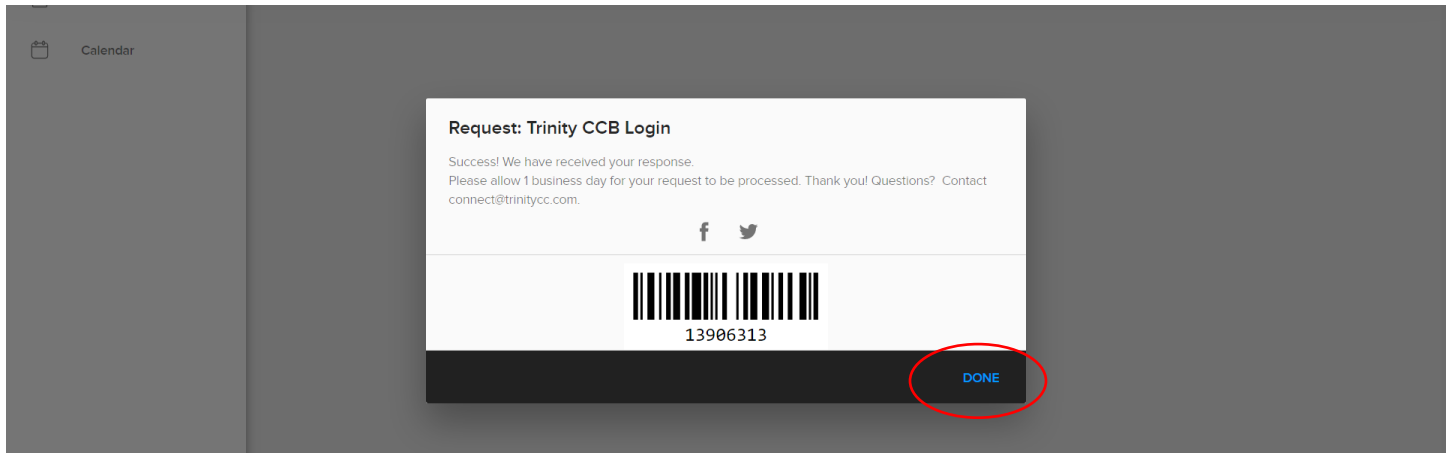 Calendar
Request: Trinity CCB Login
Success! We have received your response.
Please allow 1 business day for your request to be processed. Thank you! Questions?  Contact
connect@trinitycc.com.
13906313
DONE